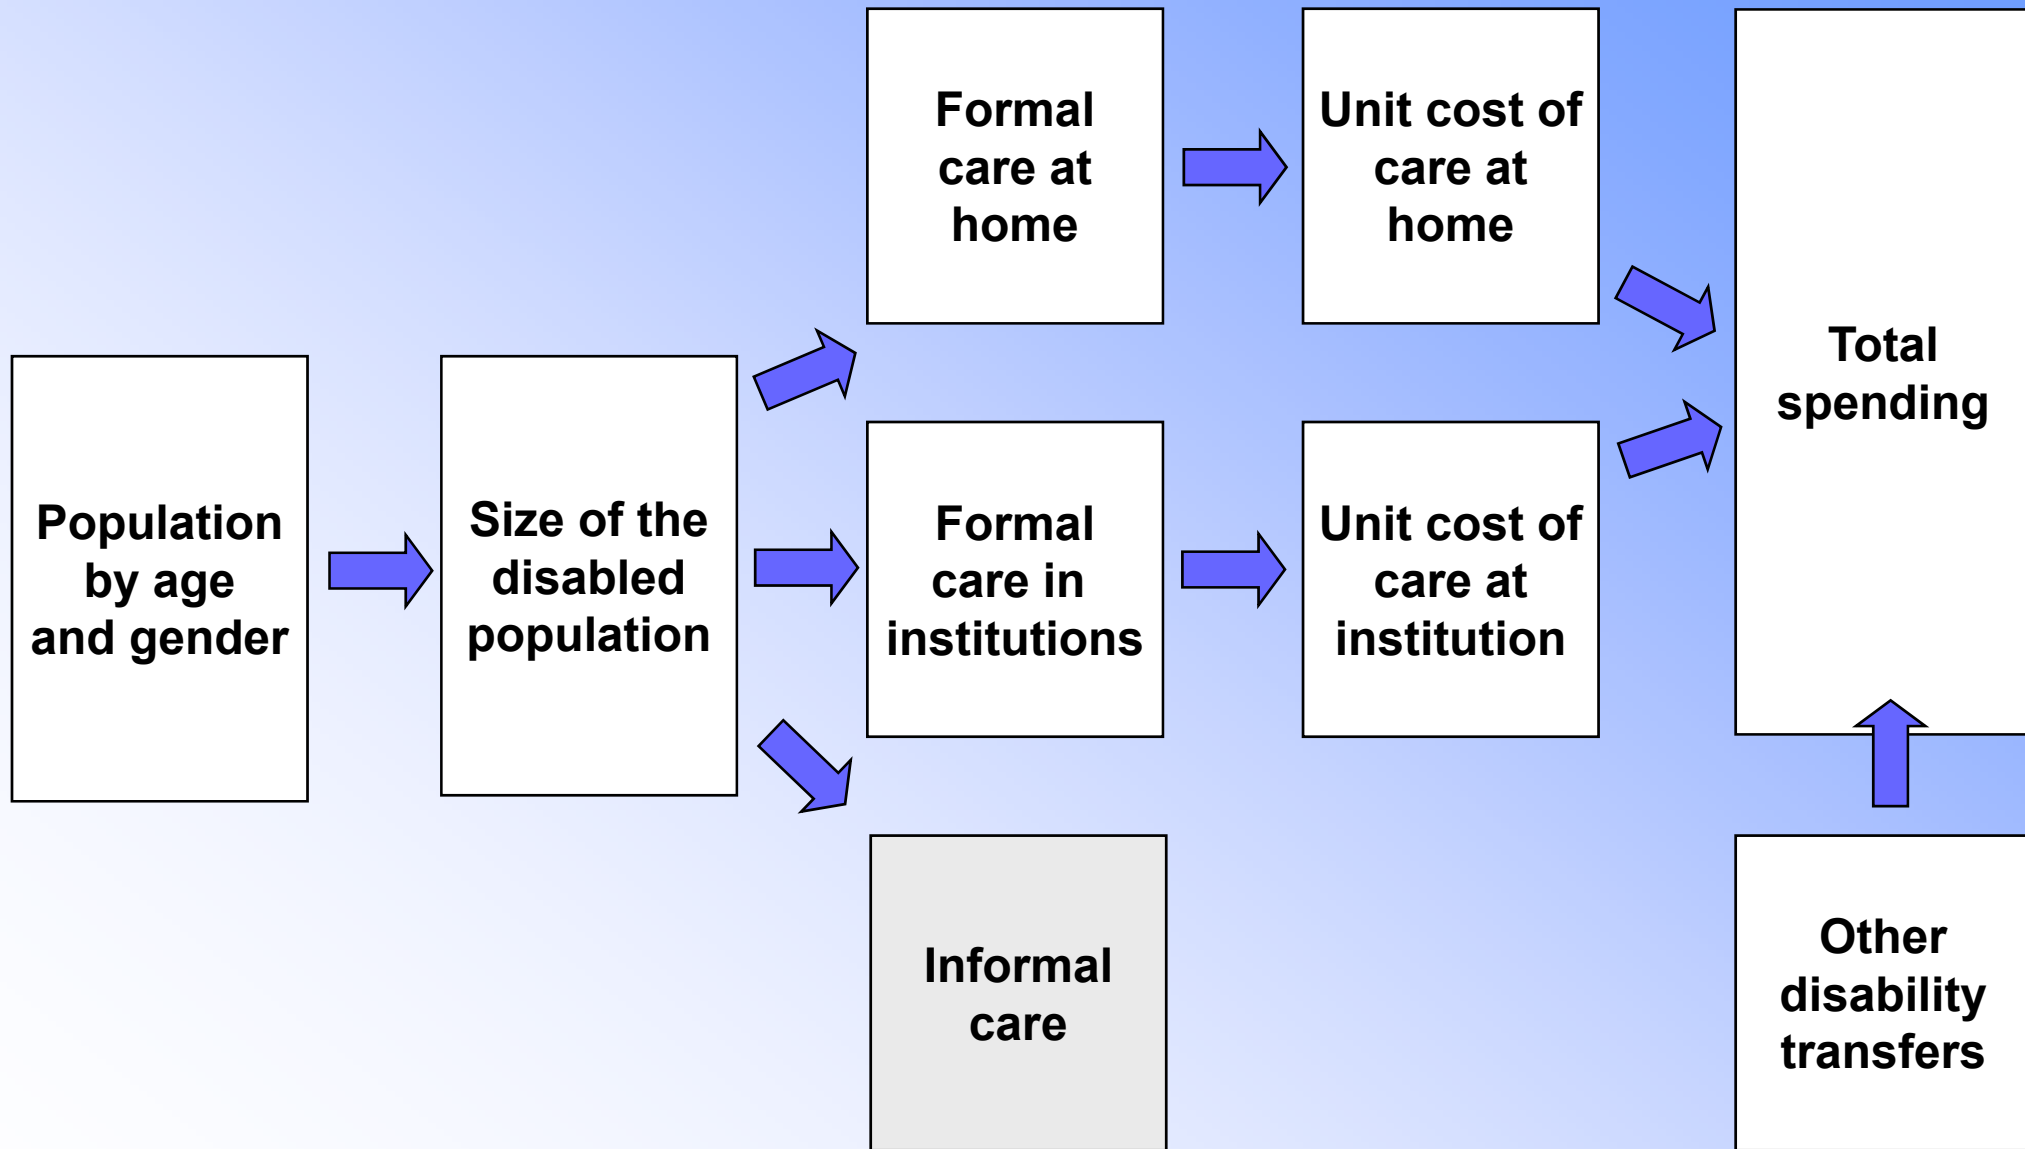 Population
by age
and gender
Size of the
disabled
population
Formal
care at
home
Unit cost of
care at
home
Formal
care in
institutions
Unit cost of
care at
institution
Informal
care
Total
spending
Other
disability
transfers